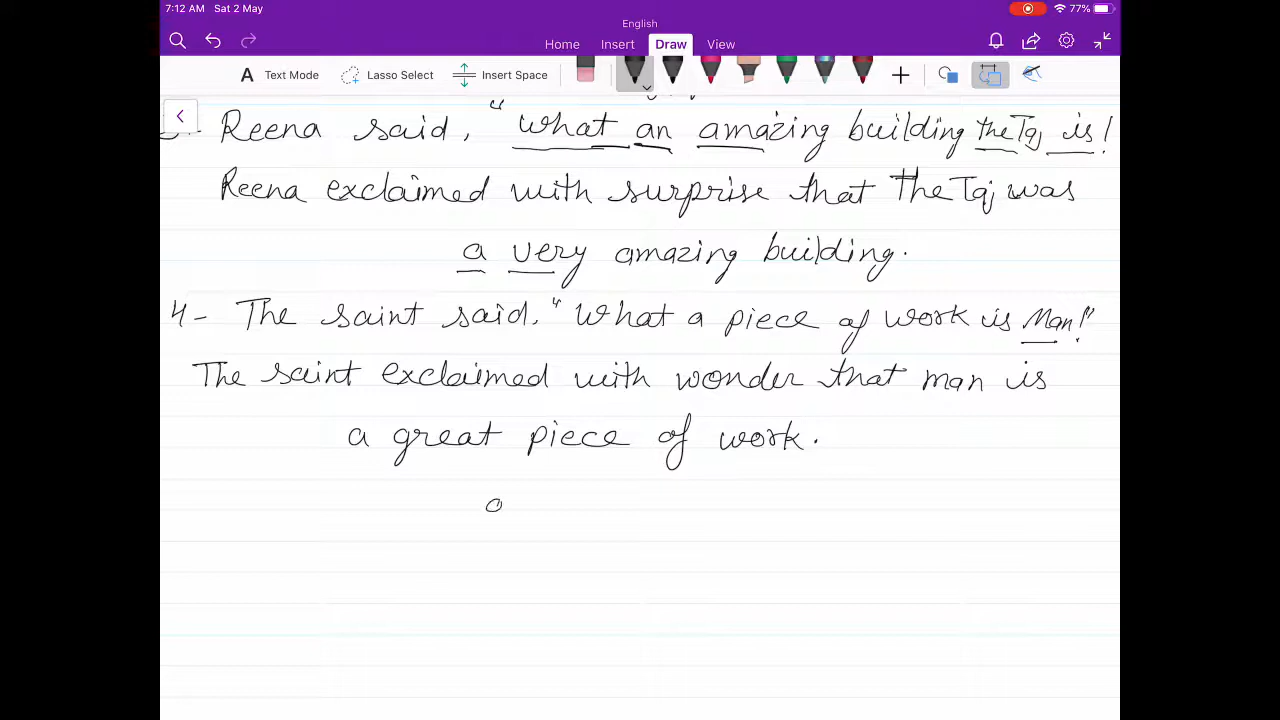 7:12 AM Sat 2 May 77%
English
Home Insert Draw View
A Text Mode Lasso Select Insert Space
Reena said, "What an amazing building the Taj is!
Reena exclaimed with surprise that The Taj was
a very amazing building.
4- The saint said, "What a piece of work is Man!"
The saint exclaimed with wonder that man is
a great piece of work.